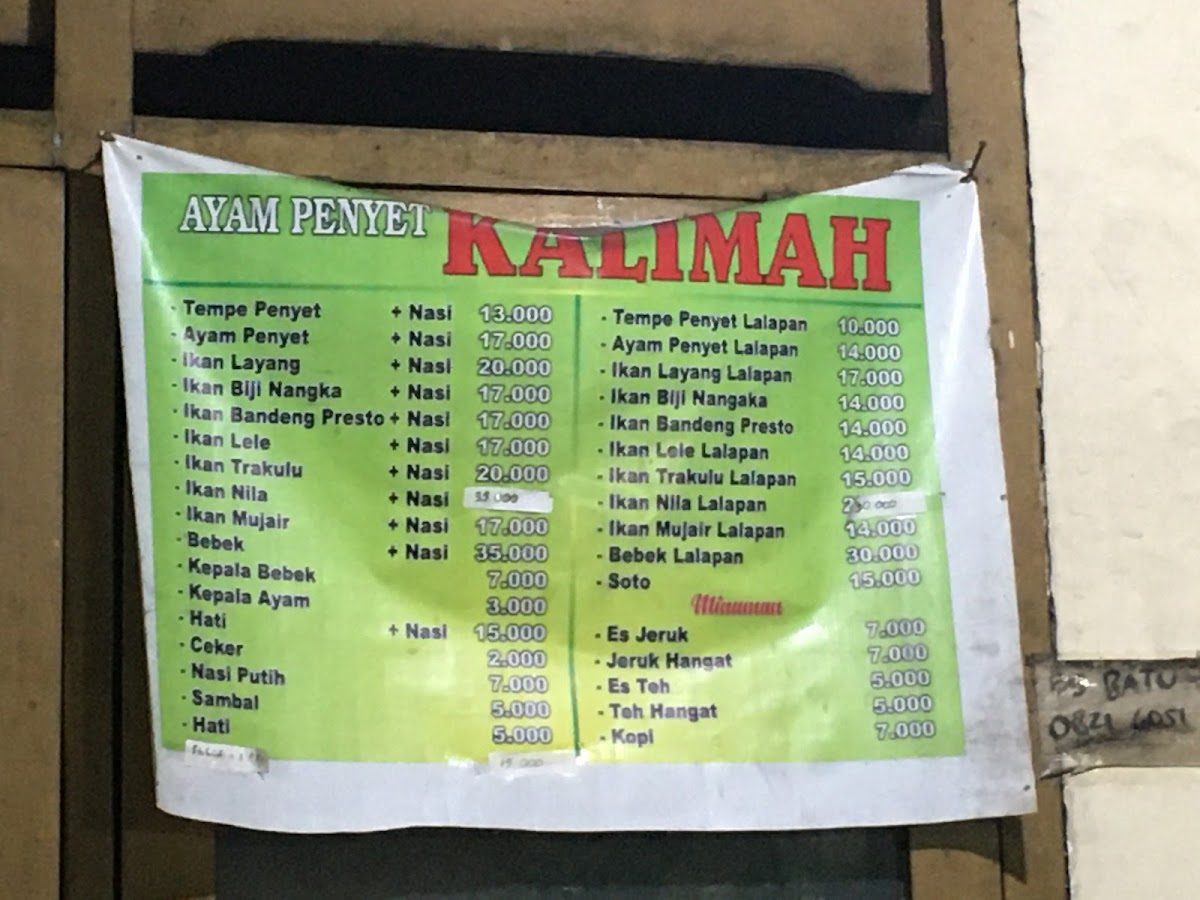 AYAM PENYET KALIMAH
- Tempe Penyet + Nasi 13.000
- Ayam Penyet + Nasi 17.000
- Ikan Layang + Nasi 20.000
- Ikan Biji Nangka + Nasi 17.000
- Ikan Bandeng Presto + Nasi 17.000
- Ikan Lele + Nasi 17.000
- Ikan Trakulu + Nasi 20.000
- Ikan Nila + Nasi
- Ikan Mujair + Nasi 17.000
- Bebek + Nasi 35.000
- Kepala Bebek 7.000
- Kepala Ayam 3.000
- Hati + Nasi 15.000
- Ceker 2.000
- Nasi Putih 7.000
- Sambal 5.000
- Hati 5.000
- Tempe Penyet Lalapan 10.000
- Ayam Penyet Lalapan 14.000
- Ikan Layang Lalapan 17.000
- Ikan Biji Nangaka 14.000
- Ikan Bandeng Presto 14.000
- Ikan Lele Lalapan 14.000
- Ikan Trakulu Lalapan 15.000
- Ikan Nila Lalapan
- Ikan Mujair Lalapan 14.000
- Bebek Lalapan 30.000
- Soto 15.000
- Es Jeruk 7.000
- Jeruk Hangat 7.000
- Es Teh 5.000
- Teh Hangat 5.000
- Kopi 7.000
BATU
0821